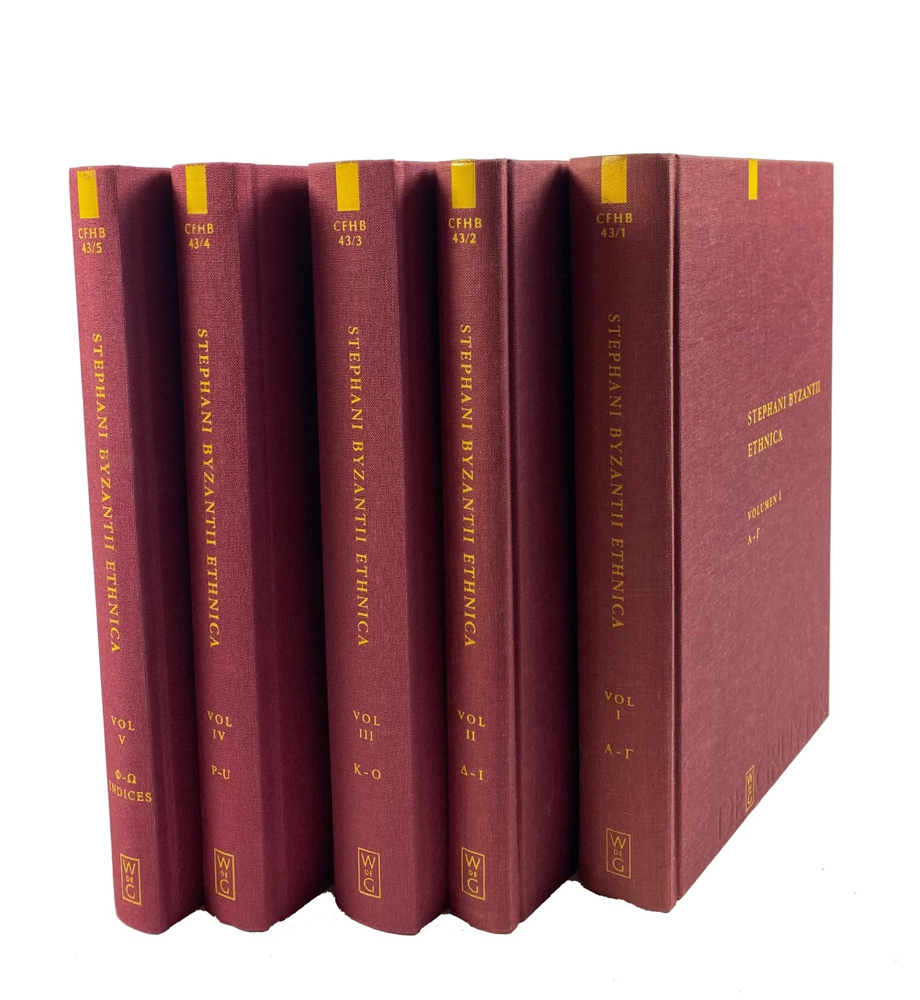 CFHB
43/5
STEPHANI BYZANTII ETHNICA
VOL
V
Φ-Ω
INDICES
W
DE
G
CFHB
43/4
STEPHANI BYZANTII ETHNICA
VOL
IV
P-U
W
DE
G
CFHB
43/3
STEPHANI BYZANTII ETHNICA
VOL
III
K-O
W
DE
G
CFHB
43/2
STEPHANI BYZANTII ETHNICA
VOL
II
Δ-I
W
DE
G
CFHB
43/1
STEPHANI BYZANTII ETHNICA
VOL
I
A-Γ
W
DE
G
STEPHANI BYZANTII
ETHNICA
VOLUMEN I
A-Γ
W
DE
G
DE GRUYTER